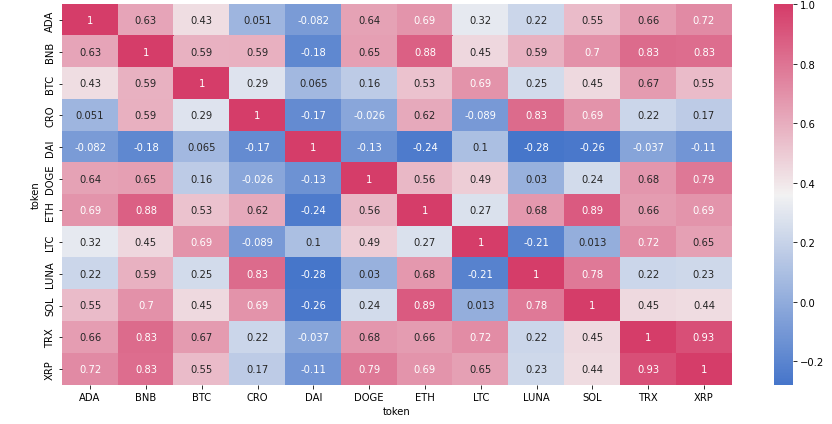 ADA 1 0.63 0.43 0.051 -0.082 0.64 0.69 0.32 0.22 0.55 0.66 0.72
BNB 0.63 1 0.59 0.59 -0.18 0.65 0.88 0.45 0.59 0.7 0.83 0.83
BTC 0.43 0.59 1 0.29 0.065 0.16 0.53 0.69 0.25 0.45 0.67 0.55
CRO 0.051 0.59 0.29 1 -0.17 -0.026 0.62 -0.089 0.83 0.69 0.22 0.17
DAI -0.082 -0.18 0.065 -0.17 1 -0.13 -0.24 0.1 -0.28 -0.26 -0.037 -0.11
DOGE 0.64 0.65 0.16 -0.026 -0.13 1 0.56 0.49 0.03 0.24 0.68 0.79
token
ETH 0.69 0.88 0.53 0.62 -0.24 0.56 1 0.27 0.68 0.89 0.66 0.69
LTC 0.32 0.45 0.69 -0.089 0.1 0.49 0.27 1 -0.21 0.013 0.72 0.65
LUNA 0.22 0.59 0.25 0.83 -0.28 0.03 0.68 -0.21 1 0.78 0.22 0.23
SOL 0.55 0.7 0.45 0.69 -0.26 0.24 0.89 0.013 0.78 1 0.45 0.44
TRX 0.66 0.83 0.67 0.22 -0.037 0.68 0.66 0.72 0.22 0.45 1 0.93
XRP 0.72 0.83 0.55 0.17 -0.11 0.79 0.69 0.65 0.23 0.44 0.93 1
ADA BNB BTC CRO DAI DOGE ETH LTC LUNA SOL TRX XRP
token
1.0
0.8
0.6
0.4
0.2
0.0
−0.2